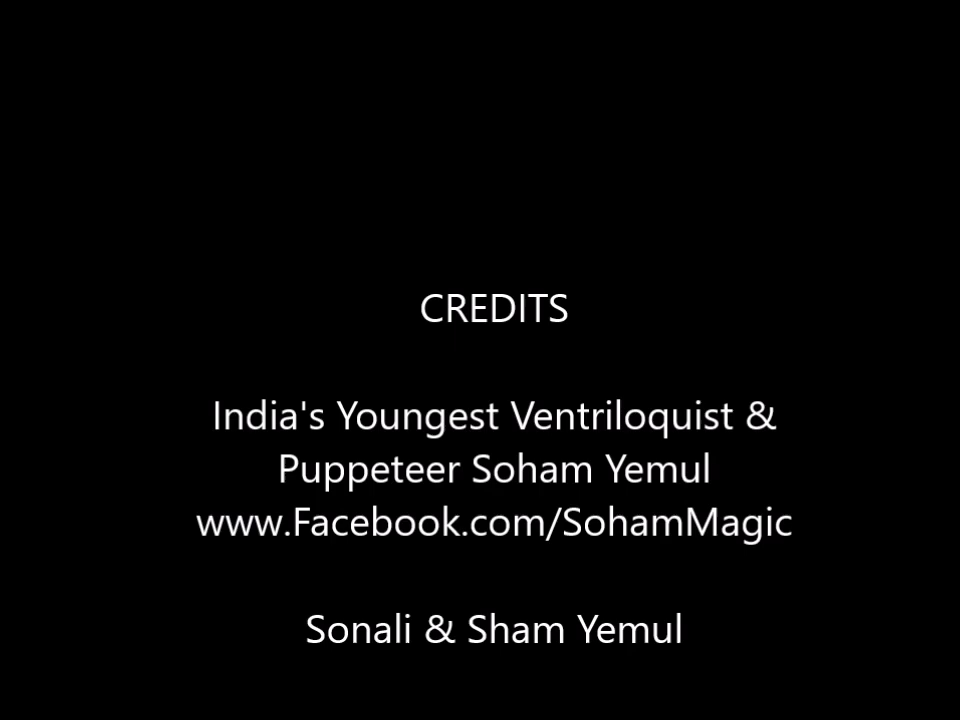 CREDITS
India's Youngest Ventriloquist &
Puppeteer Soham Yemul
www.Facebook.com/SohamMagic
Sonali & Sham Yemul